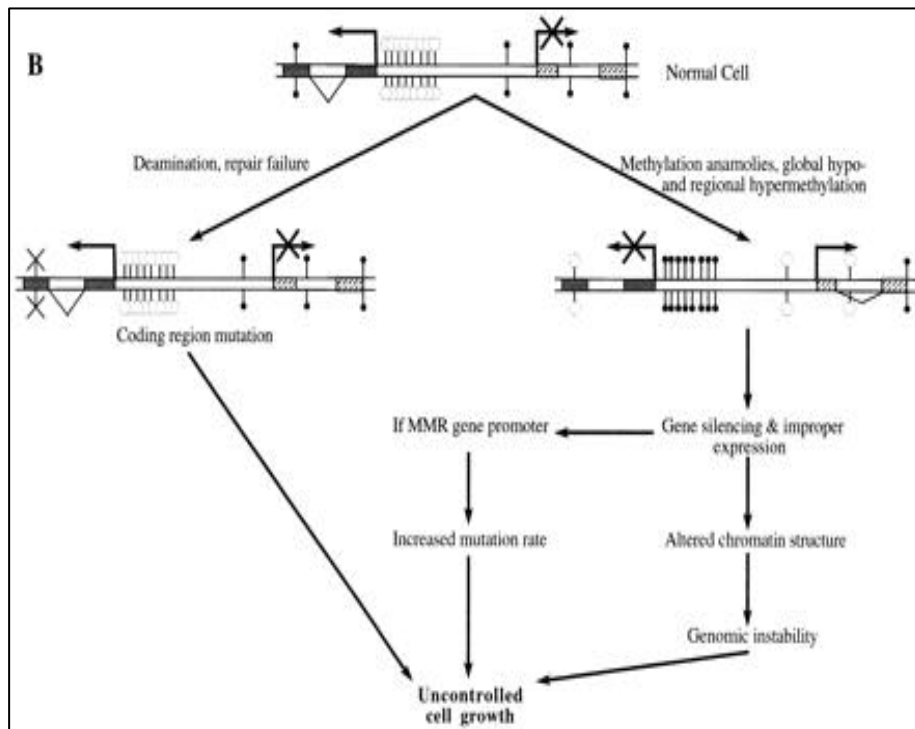 B
Normal Cell
Deamination, repair failure
Methylation anamolies, global hypo-
and regional hypermethylation
Coding region mutation
If MMR gene promoter
Gene silencing & improper
expression
Increased mutation rate
Altered chromatin structure
Genomic instability
Uncontrolled
cell growth